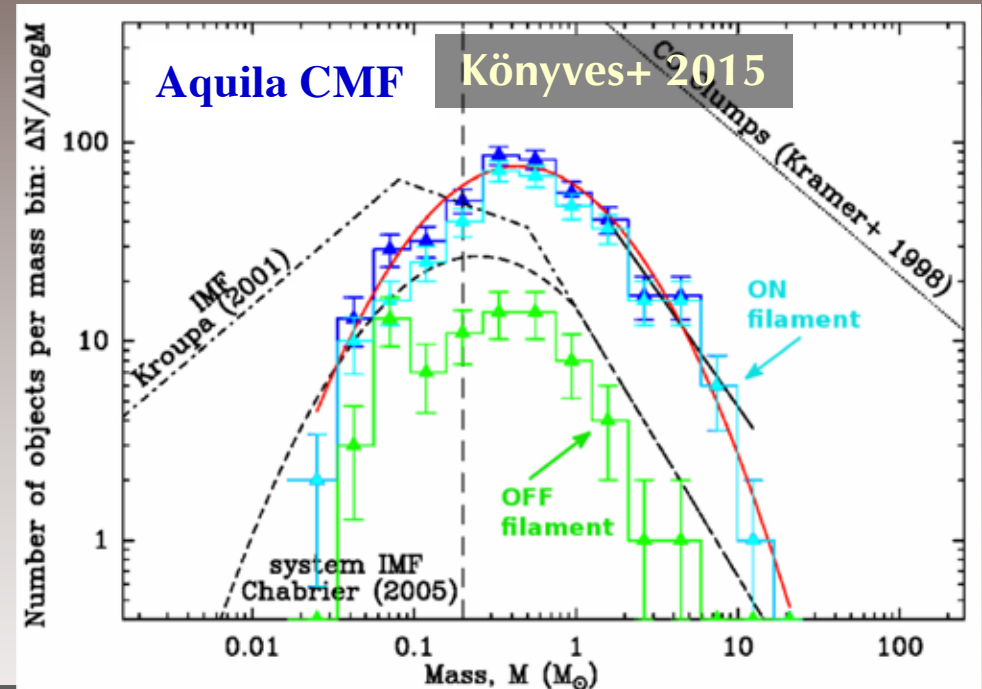 Aquila CMF
Könyves+ 2015
Number of objects per mass bin: ΔN/ΔlogM
100
10
1
CO Clumps (Kramer+ 1998)
IMF
Kroupa (2001)
ON
filament
OFF
filament
system IMF
Chabrier (2005)
0.01 0.1 1 10 100
Mass, M (M⊙)